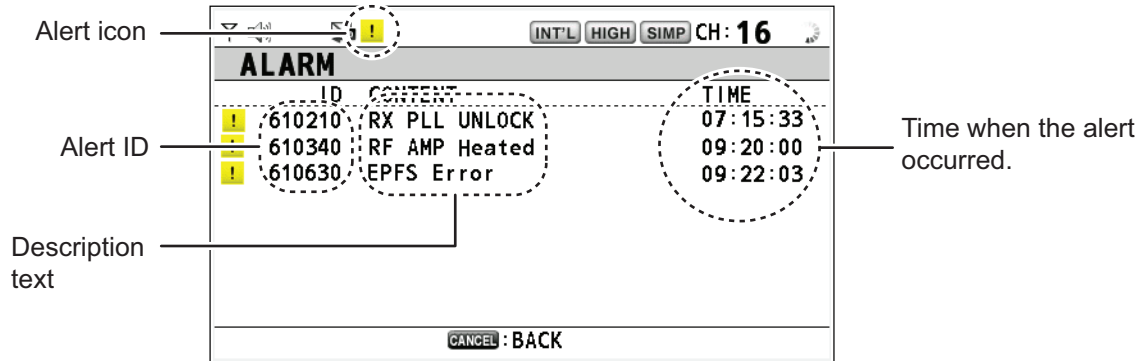 Alert icon
! INT'L HIGH SIMP CH: 16
ALARM
ID CONTENT TIME
! 610210 RX PLL UNLOCK 07:15:33
! 610340 RF AMP Heated 09:20:00
! 610630 EPFS Error 09:22:03
Alert ID
Time when the alert
occurred.
Description
text
CANCEL : BACK